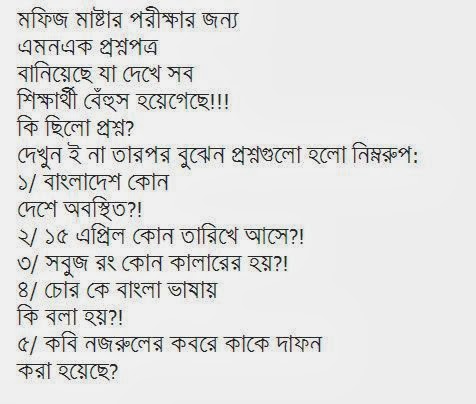 মফিজ মাষ্টার পরীক্ষার জন্য
এমনএক প্রশ্নপত্র
বানিয়েছে যা দেখে সব
শিক্ষার্থী বেঁহুস হয়েগেছে!!!
কি ছিলো প্রশ্ন?
দেখুন ই না তারপর বুঝেন প্রশ্নগুলো হলো নিম্নরুপ:
১/ বাংলাদেশ কোন
দেশে অবস্থিত?!
২/ ১৫ এপ্রিল কোন তারিখে আসে?!
৩/ সবুজ রং কোন কালারের হয়?!
৪/ চোর কে বাংলা ভাষায়
কি বলা হয়?!
৫/ কবি নজরুলের কবরে কাকে দাফন
করা হয়েছে?